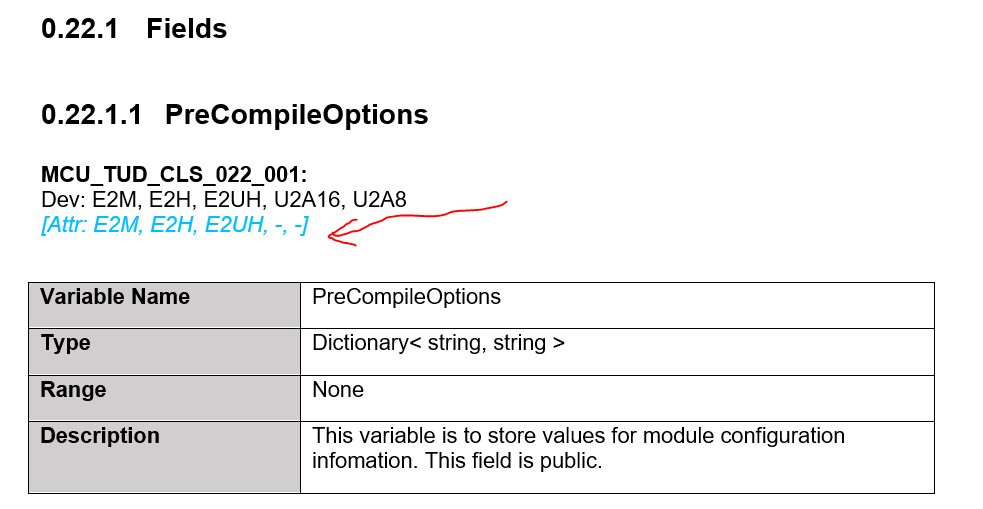 0.22.1 Fields
0.22.1.1 PreCompileOptions
MCU_TUD_CLS_022_001:
Dev: E2M, E2H, E2UH, U2A16, U2A8
[Attr: E2M, E2H, E2UH, -, -]
Variable Name PreCompileOptions
Type Dictionary< string, string >
Range None
Description This variable is to store values for module configuration
infomation. This field is public.